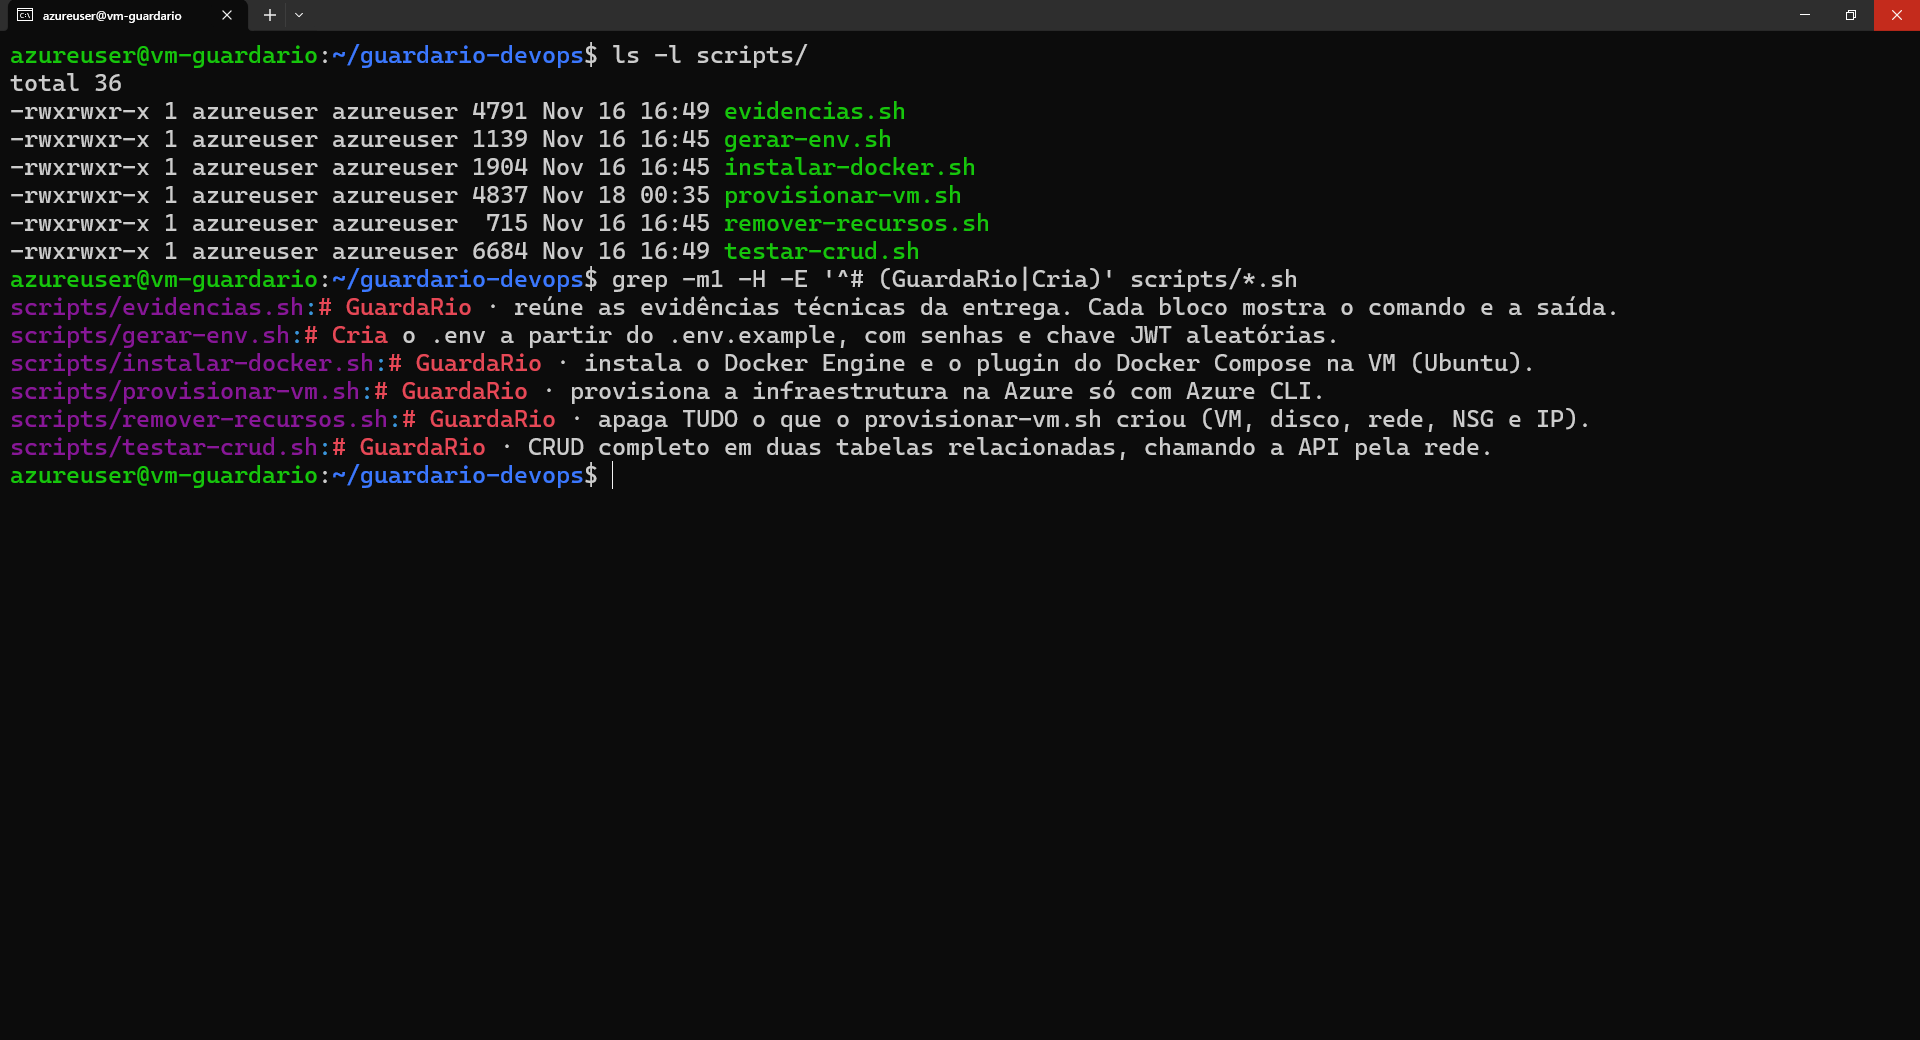 azureuser@vm-guardario
azureuser@vm-guardario:~/guardario-devops$ ls -l scripts/
total 36
-rwxrwxr-x 1 azureuser azureuser 4791 Nov 16 16:49 evidencias.sh
-rwxrwxr-x 1 azureuser azureuser 1139 Nov 16 16:45 gerar-env.sh
-rwxrwxr-x 1 azureuser azureuser 1904 Nov 16 16:45 instalar-docker.sh
-rwxrwxr-x 1 azureuser azureuser 4837 Nov 18 00:35 provisionar-vm.sh
-rwxrwxr-x 1 azureuser azureuser  715 Nov 16 16:45 remover-recursos.sh
-rwxrwxr-x 1 azureuser azureuser 6684 Nov 16 16:49 testar-crud.sh
azureuser@vm-guardario:~/guardario-devops$ grep -m1 -H -E '^# (GuardaRio|Cria)' scripts/*.sh
scripts/evidencias.sh:# GuardaRio · reúne as evidências técnicas da entrega. Cada bloco mostra o comando e a saída.
scripts/gerar-env.sh:# Cria o .env a partir do .env.example, com senhas e chave JWT aleatórias.
scripts/instalar-docker.sh:# GuardaRio · instala o Docker Engine e o plugin do Docker Compose na VM (Ubuntu).
scripts/provisionar-vm.sh:# GuardaRio · provisiona a infraestrutura na Azure só com Azure CLI.
scripts/remover-recursos.sh:# GuardaRio · apaga TUDO o que o provisionar-vm.sh criou (VM, disco, rede, NSG e IP).
scripts/testar-crud.sh:# GuardaRio · CRUD completo em duas tabelas relacionadas, chamando a API pela rede.
azureuser@vm-guardario:~/guardario-devops$